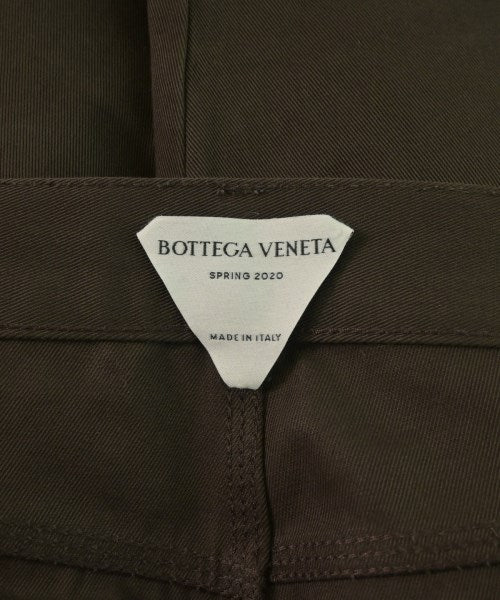 BOTTEGA VENETA
SPRING 2020
MADE IN ITALY